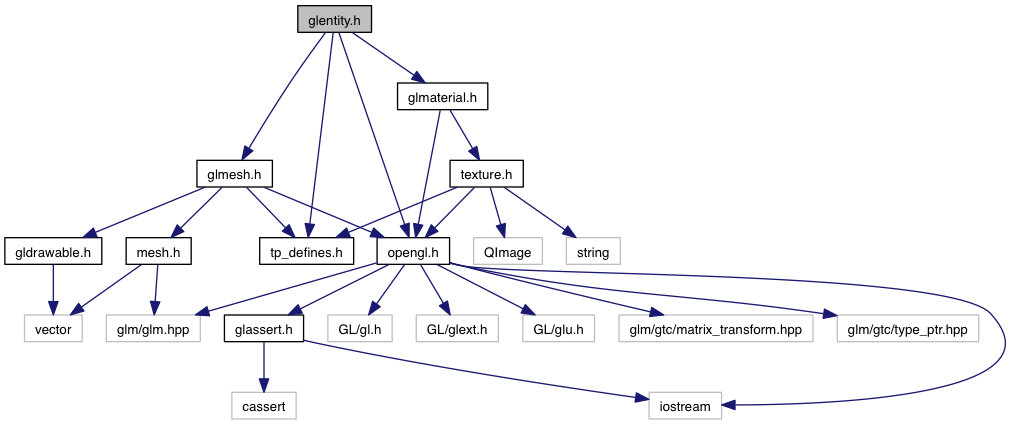 glentity.h
glmaterial.h
glmesh.h
texture.h
gldrawable.h
mesh.h
tp_defines.h
opengl.h
QImage
string
vector
glm/glm.hpp
glassert.h
GL/gl.h
GL/glext.h
GL/glu.h
glm/gtc/matrix_transform.hpp
glm/gtc/type_ptr.hpp
cassert
iostream